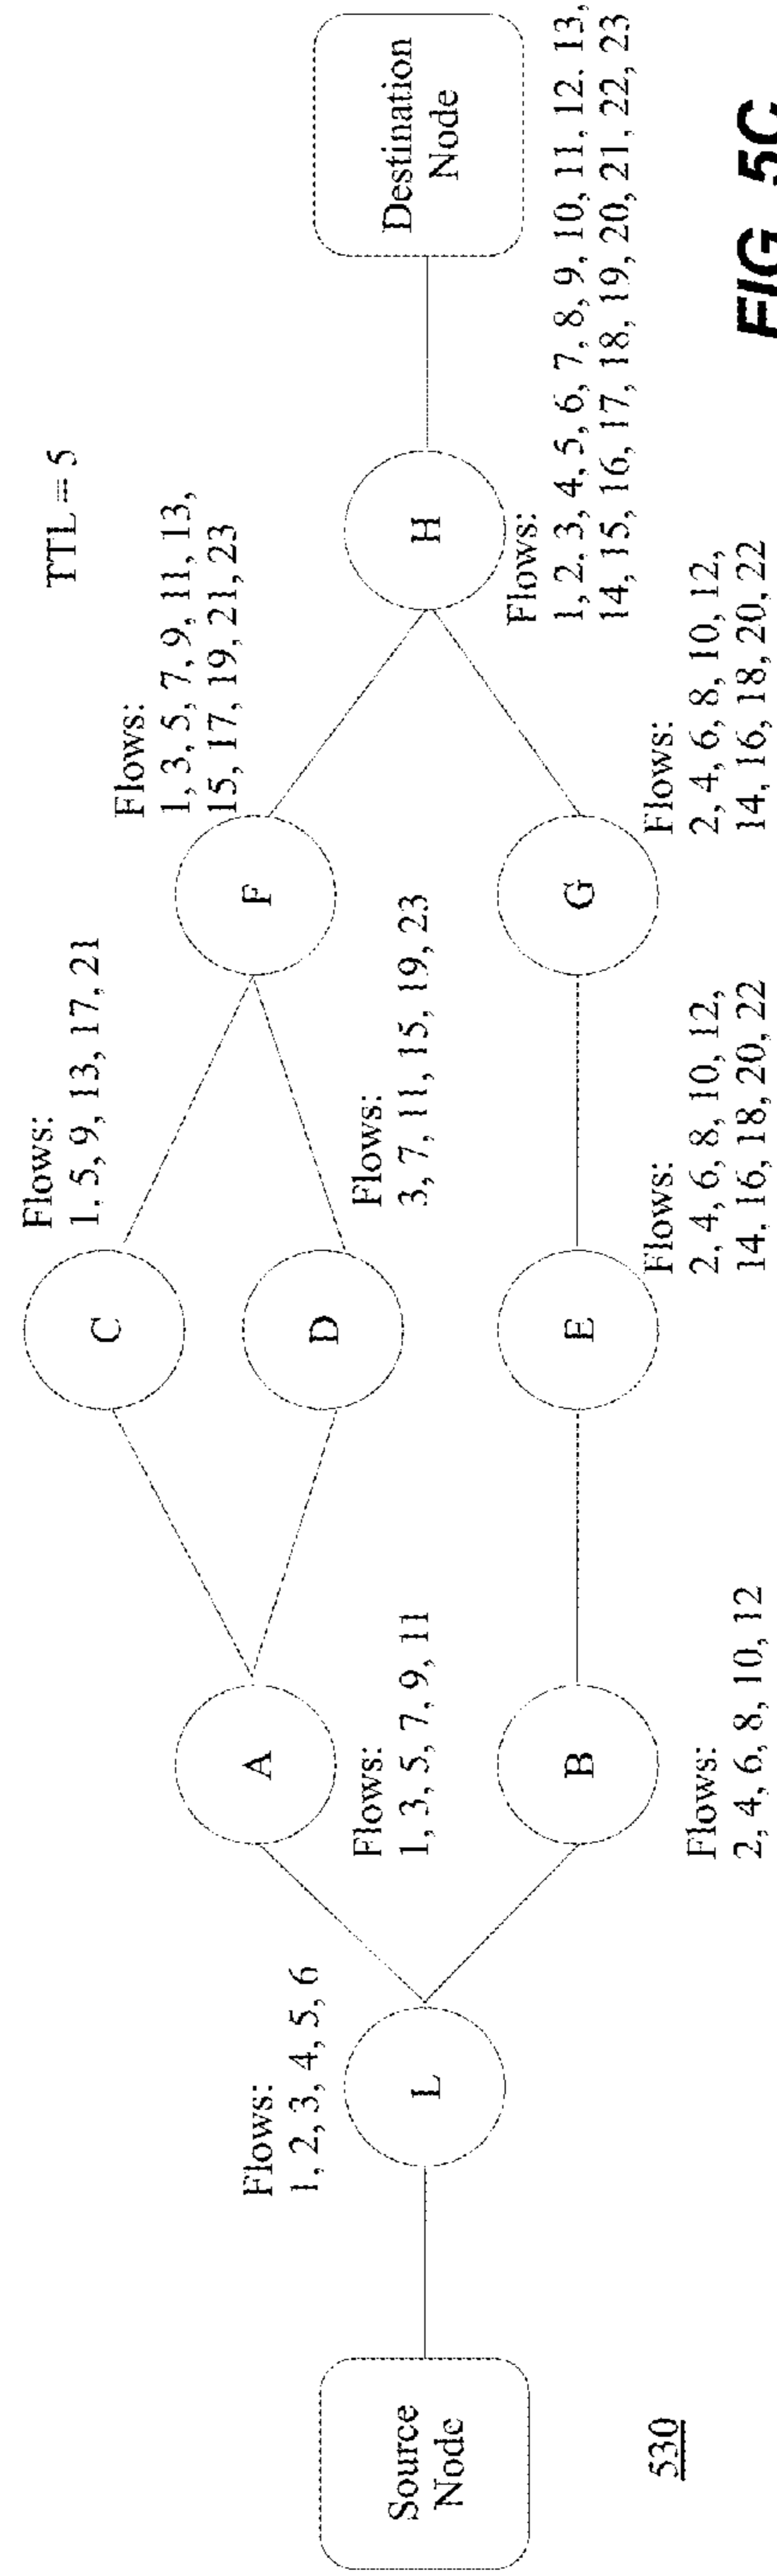 Source
Node
530
Flows:
1, 2, 3, 4, 5, 6
L
A
Flows:
1, 3, 5, 7, 9, 11
B
Flows:
2, 4, 6, 8, 10, 12
C
Flows:
1, 5, 9, 13, 17, 21
D
Flows:
3, 7, 11, 15, 19, 23
E
Flows:
2, 4, 6, 8, 10, 12,
14, 16, 18, 20, 22
F
Flows:
1, 3, 5, 7, 9, 11, 13,
15, 17, 19, 21, 23
G
Flows:
2, 4, 6, 8, 10, 12,
14, 16, 18, 20, 22
TTL = 5
H
Flows:
1, 2, 3, 4, 5, 6, 7, 8, 9, 10, 11, 12, 13,
14, 15, 16, 17, 18, 19, 20, 21, 22, 23
Destination
Node
FIG. 5C